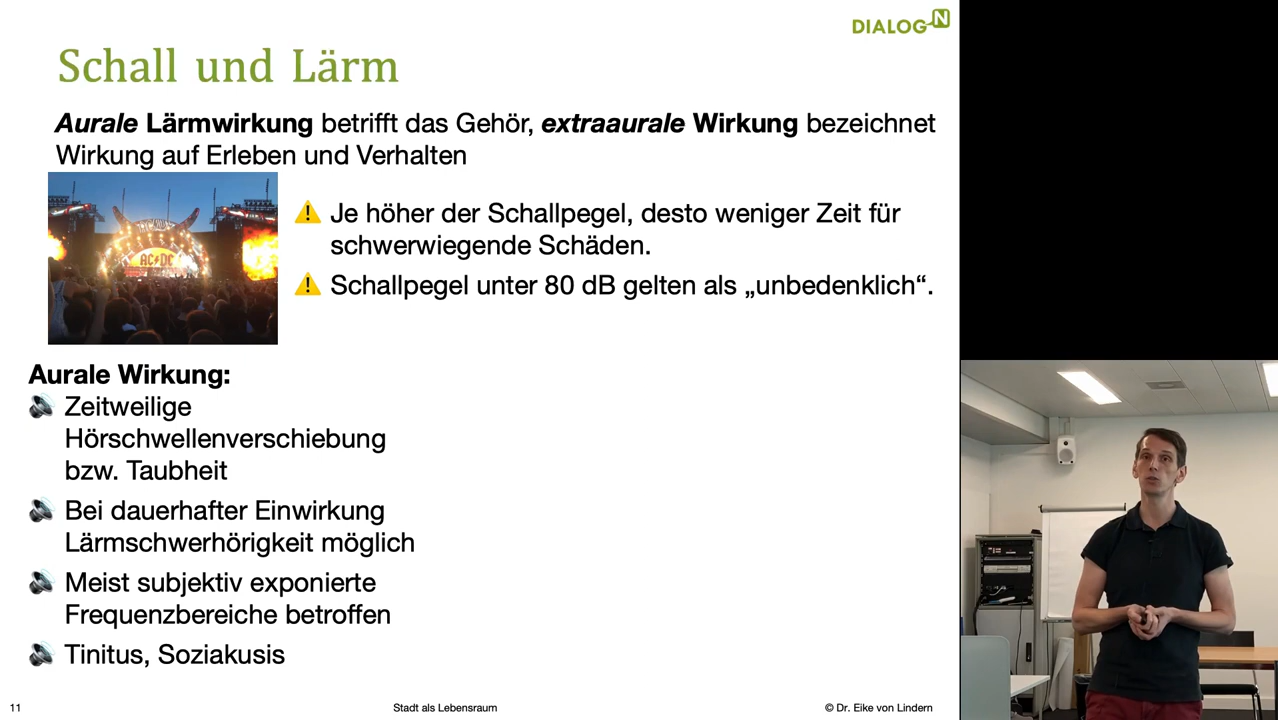 DIALOG N
Schall und Lärm
Aurale Lärmwirkung betrifft das Gehör, extraaurale Wirkung bezeichnet
Wirkung auf Erleben und Verhalten
AC DC
Je höher der Schallpegel, desto weniger Zeit für
schwerwiegende Schäden.
Schallpegel unter 80 dB gelten als „unbedenklich“.
Aurale Wirkung:
Zeitweilige
Hörschwellenverschiebung
bzw. Taubheit
Bei dauerhafter Einwirkung
Lärmschwerhörigkeit möglich
Meist subjektiv exponierte
Frequenzbereiche betroffen
Tinitus, Soziakusis
11
Stadt als Lebensraum
© Dr. Eike von Lindern